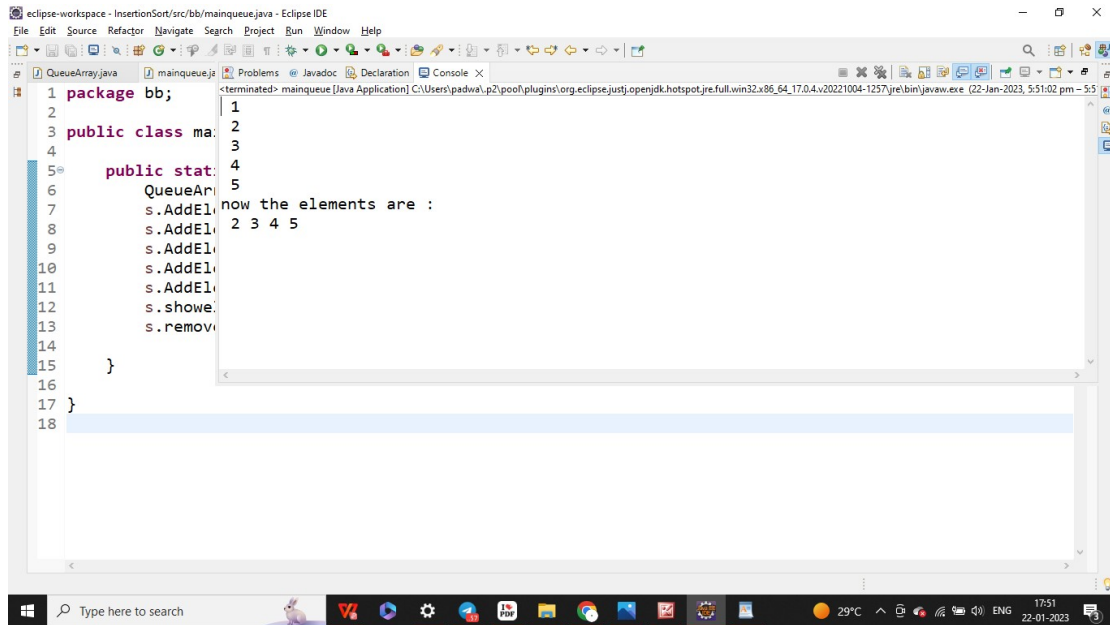 eclipse-workspace - InsertionSort/src/bb/mainqueue.java - Eclipse IDE
File Edit Source Refactor Navigate Search Project Run Window Help
QueueArray.java mainqueue.ja Problems Javadoc Declaration Console
<terminated> mainqueue [Java Application] C:\Users\padwa\.p2\pool\plugins\org.eclipse.justj.openjdk.hotspot.jre.full.win32.x86_64_17.0.4.v20221004-1257\jre\bin\javaw.exe (22-Jan-2023, 5:51:02 pm – 5:5
1 package bb;
2
3 public class ma
4
5 public stat
6 QueueAr
7 s.AddEl
8 s.AddEl
9 s.AddEl
10 s.AddEl
11 s.AddEl
12 s.showe
13 s.remov
14
15 }
16
17 }
18
1
2
3
4
5
now the elements are :
2 3 4 5
Type here to search
PDF
29°C
ENG
17:51
22-01-2023
3